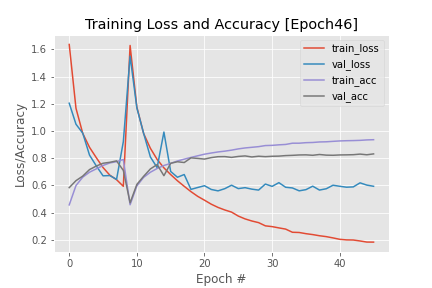 Training Loss and Accuracy [Epoch46]
train_loss
val_loss
train_acc
val_acc
Loss/Accuracy
1.6
1.4
1.2
1.0
0.8
0.6
0.4
0.2
0 10 20 30 40
Epoch #